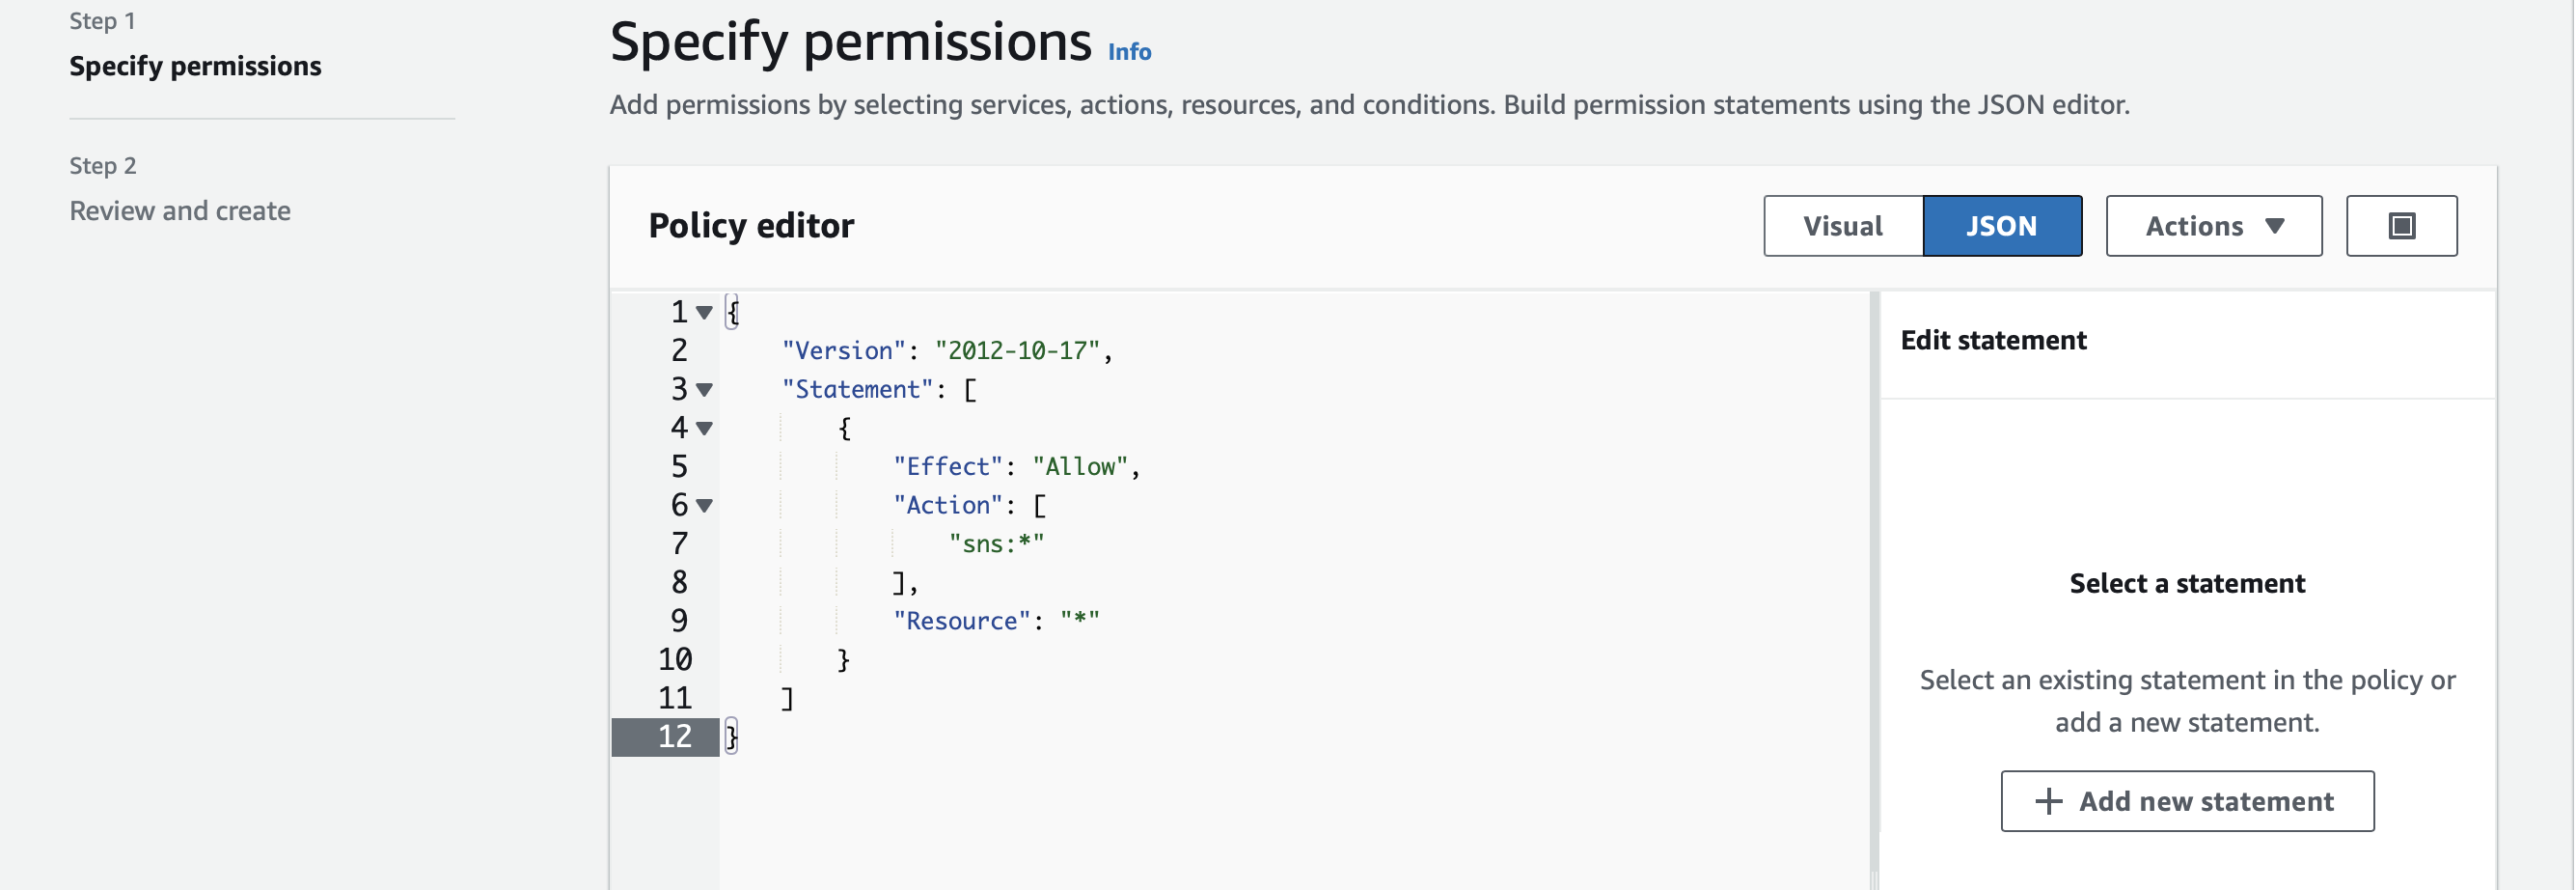 Step 1
Specify permissions
Step 2
Review and create
Specify permissions Info
Add permissions by selecting services, actions, resources, and conditions. Build permission statements using the JSON editor.
Policy editor
Visual
JSON
Actions
1 {
2 "Version": "2012-10-17",
3 "Statement": [
4 {
5 "Effect": "Allow",
6 "Action": [
7 "sns:*"
8 ],
9 "Resource": "*"
10 }
11 ]
12 }
Edit statement
Select a statement
Select an existing statement in the policy or
add a new statement.
+ Add new statement